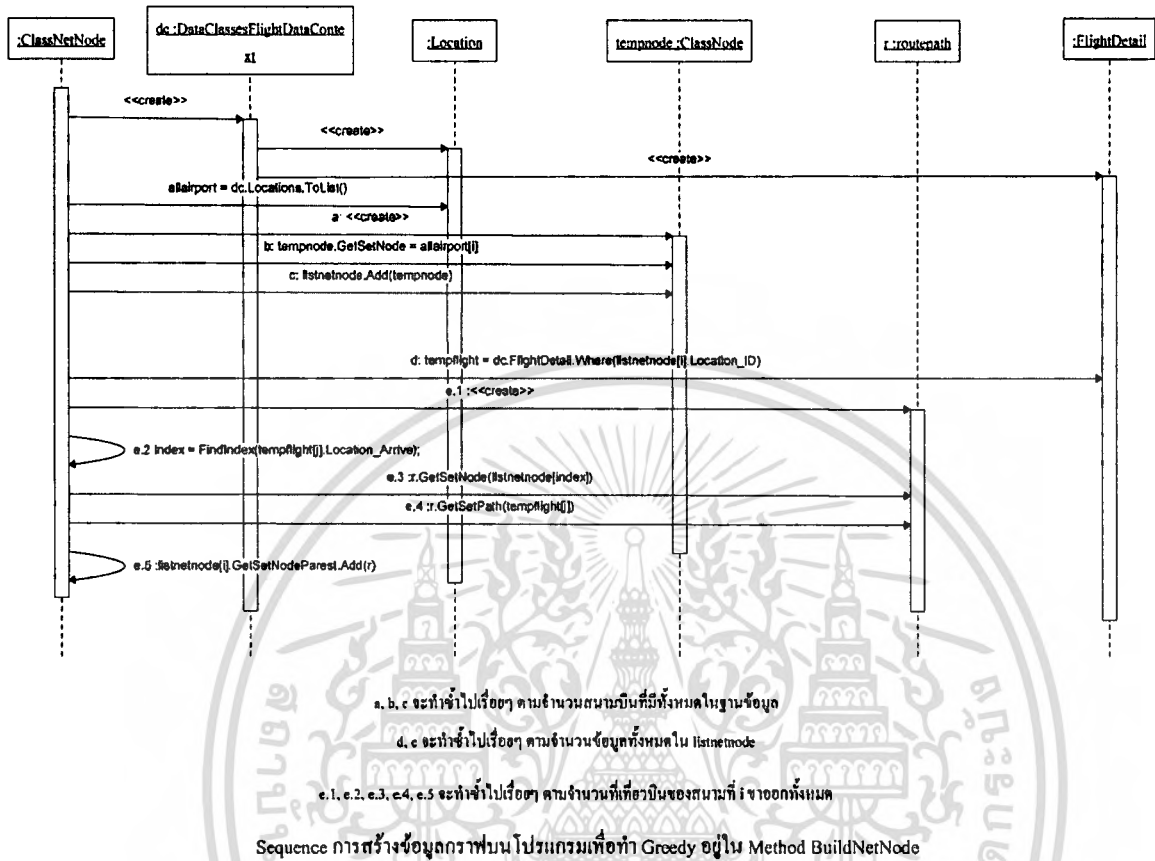 :ClassNetNode
dc :DataClassesFlightDataConte
xt
:Location
tempnode :ClassNode
r :routepath
:FlightDetail
<<create>>
<<create>>
<<create>>
allairport = dc.Locations.ToList()
a: <<create>>
b: tempnode.GetSetNode = allairport[i]
c: listnetnode.Add(tempnode)
d: tempflight = dc.FlightDetail.Where(listnetnode[i].Location_ID)
e.1 :<<create>>
e.2 index = FindIndex(tempflight[j].Location_Arrive);
e.3 :r.GetSetNode(listnetnode[index])
e.4 :r.GetSetPath(tempflight[j])
e.5 :listnetnode[i].GetSetNodeParest.Add(r)
a, b, c จะทำซ้ำไปเรื่อยๆ ตามจำนวนสนามบินที่มีทั้งหมดในฐานข้อมูล
d, e จะทำซ้ำไปเรื่อยๆ ตามจำนวนข้อมูลทั้งหมดใน listnetnode
e.1, e.2, e.3, e.4, e.5 จะทำซ้ำไปเรื่อยๆ ตามจำนวนที่เที่ยวบินของสนามที่ i ขาออกทั้งหมด
Sequence การสร้างข้อมูลกราฟบนโปรแกรมเพื่อทำ Greedy อยู่ใน Method BuildNetNode